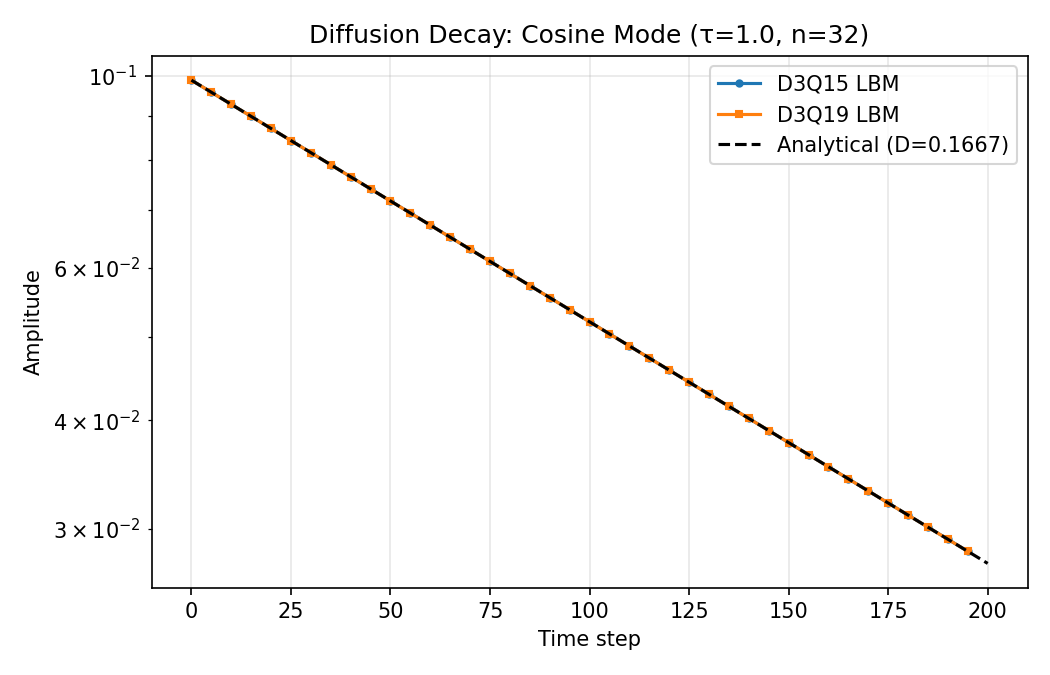 Diffusion Decay: Cosine Mode (τ=1.0, n=32)
D3Q15 LBM
D3Q19 LBM
Analytical (D=0.1667)
10⁻¹
6 × 10⁻²
4 × 10⁻²
3 × 10⁻²
Amplitude
0 25 50 75 100 125 150 175 200
Time step